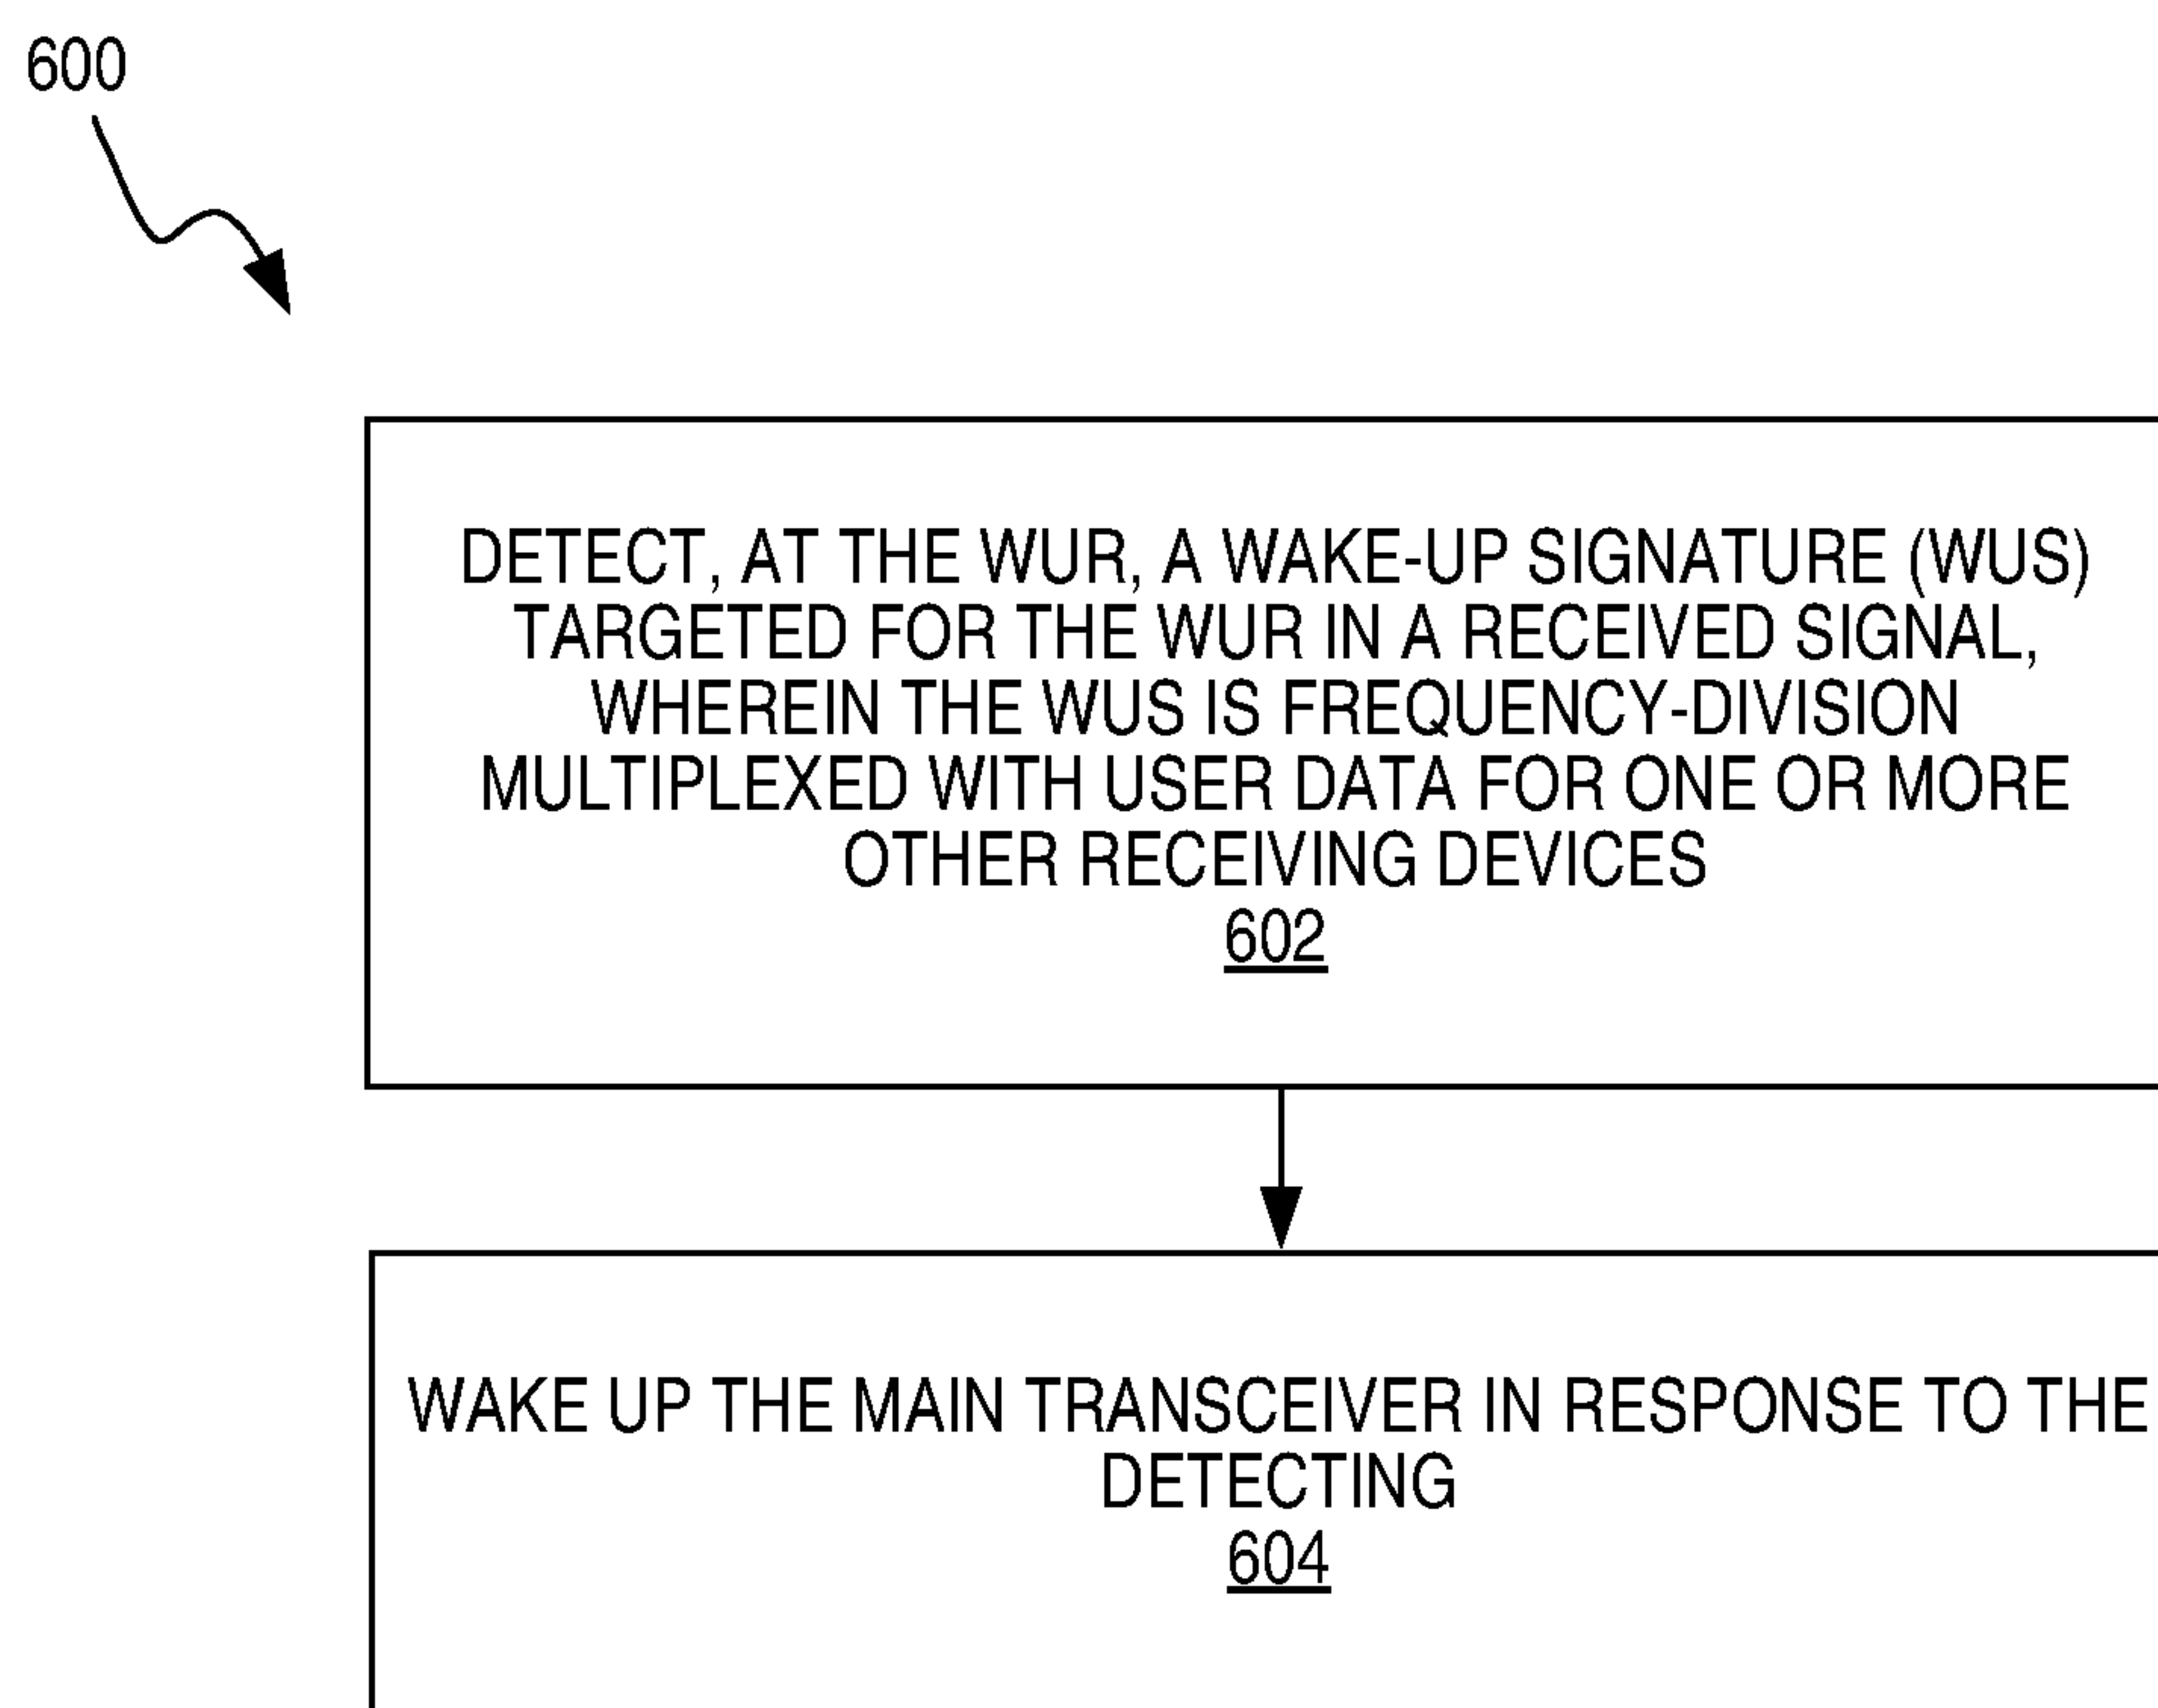 600
DETECT, AT THE WUR, A WAKE-UP SIGNATURE (WUS)
TARGETED FOR THE WUR IN A RECEIVED SIGNAL,
WHEREIN THE WUS IS FREQUENCY-DIVISION
MULTIPLEXED WITH USER DATA FOR ONE OR MORE
OTHER RECEIVING DEVICES
602
WAKE UP THE MAIN TRANSCEIVER IN RESPONSE TO THE
DETECTING
604